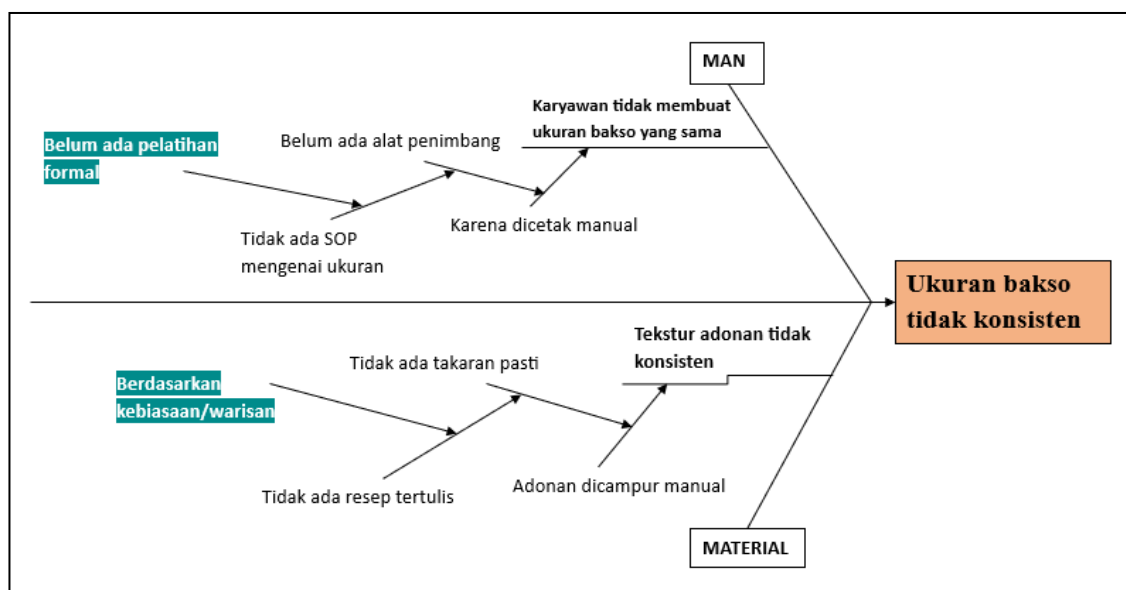 MAN
Karyawan tidak membuat
ukuran bakso yang sama
Belum ada alat penimbang
Belum ada pelatihan
formal
Karena dicetak manual
Tidak ada SOP
mengenai ukuran
Ukuran bakso
tidak konsisten
Tekstur adonan tidak
konsisten
Tidak ada takaran pasti
Berdasarkan
kebiasaan/warisan
Adonan dicampur manual
Tidak ada resep tertulis
MATERIAL